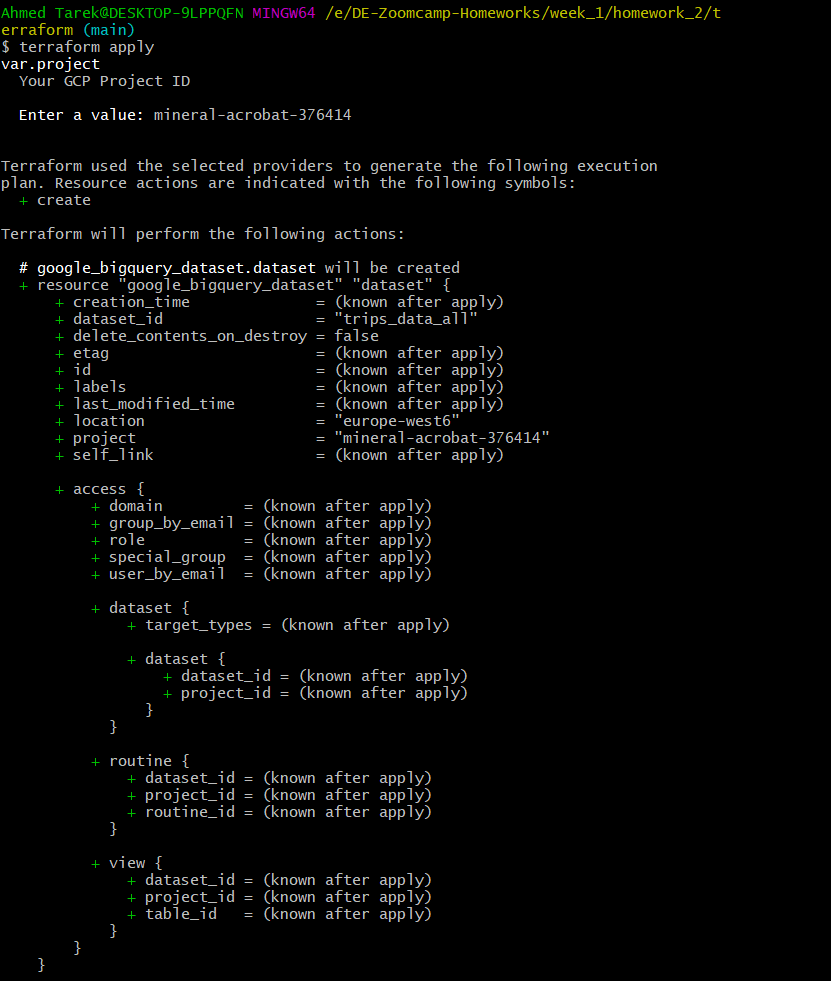 Ahmed Tarek@DESKTOP-9LPPQFN MINGW64 /e/DE-Zoomcamp-Homeworks/week_1/homework_2/t
erraform (main)
$ terraform apply
var.project
  Your GCP Project ID

  Enter a value: mineral-acrobat-376414


Terraform used the selected providers to generate the following execution
plan. Resource actions are indicated with the following symbols:
  + create

Terraform will perform the following actions:

  # google_bigquery_dataset.dataset will be created
  + resource "google_bigquery_dataset" "dataset" {
      + creation_time              = (known after apply)
      + dataset_id                 = "trips_data_all"
      + delete_contents_on_destroy = false
      + etag                       = (known after apply)
      + id                         = (known after apply)
      + labels                     = (known after apply)
      + last_modified_time         = (known after apply)
      + location                   = "europe-west6"
      + project                    = "mineral-acrobat-376414"
      + self_link                  = (known after apply)

      + access {
          + domain         = (known after apply)
          + group_by_email = (known after apply)
          + role           = (known after apply)
          + special_group  = (known after apply)
          + user_by_email  = (known after apply)

          + dataset {
              + target_types = (known after apply)

              + dataset {
                  + dataset_id = (known after apply)
                  + project_id = (known after apply)
                }
            }

          + routine {
              + dataset_id = (known after apply)
              + project_id = (known after apply)
              + routine_id = (known after apply)
            }

          + view {
              + dataset_id = (known after apply)
              + project_id = (known after apply)
              + table_id   = (known after apply)
            }
        }
    }